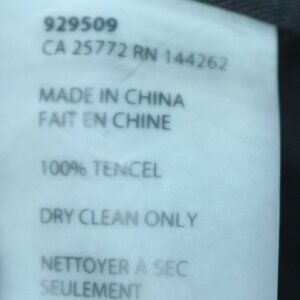 929509
CA 25772 RN 144262
MADE IN CHINA
FAIT EN CHINE
100% TENCEL
DRY CLEAN ONLY
NETTOYER À SEC
SEULEMENT